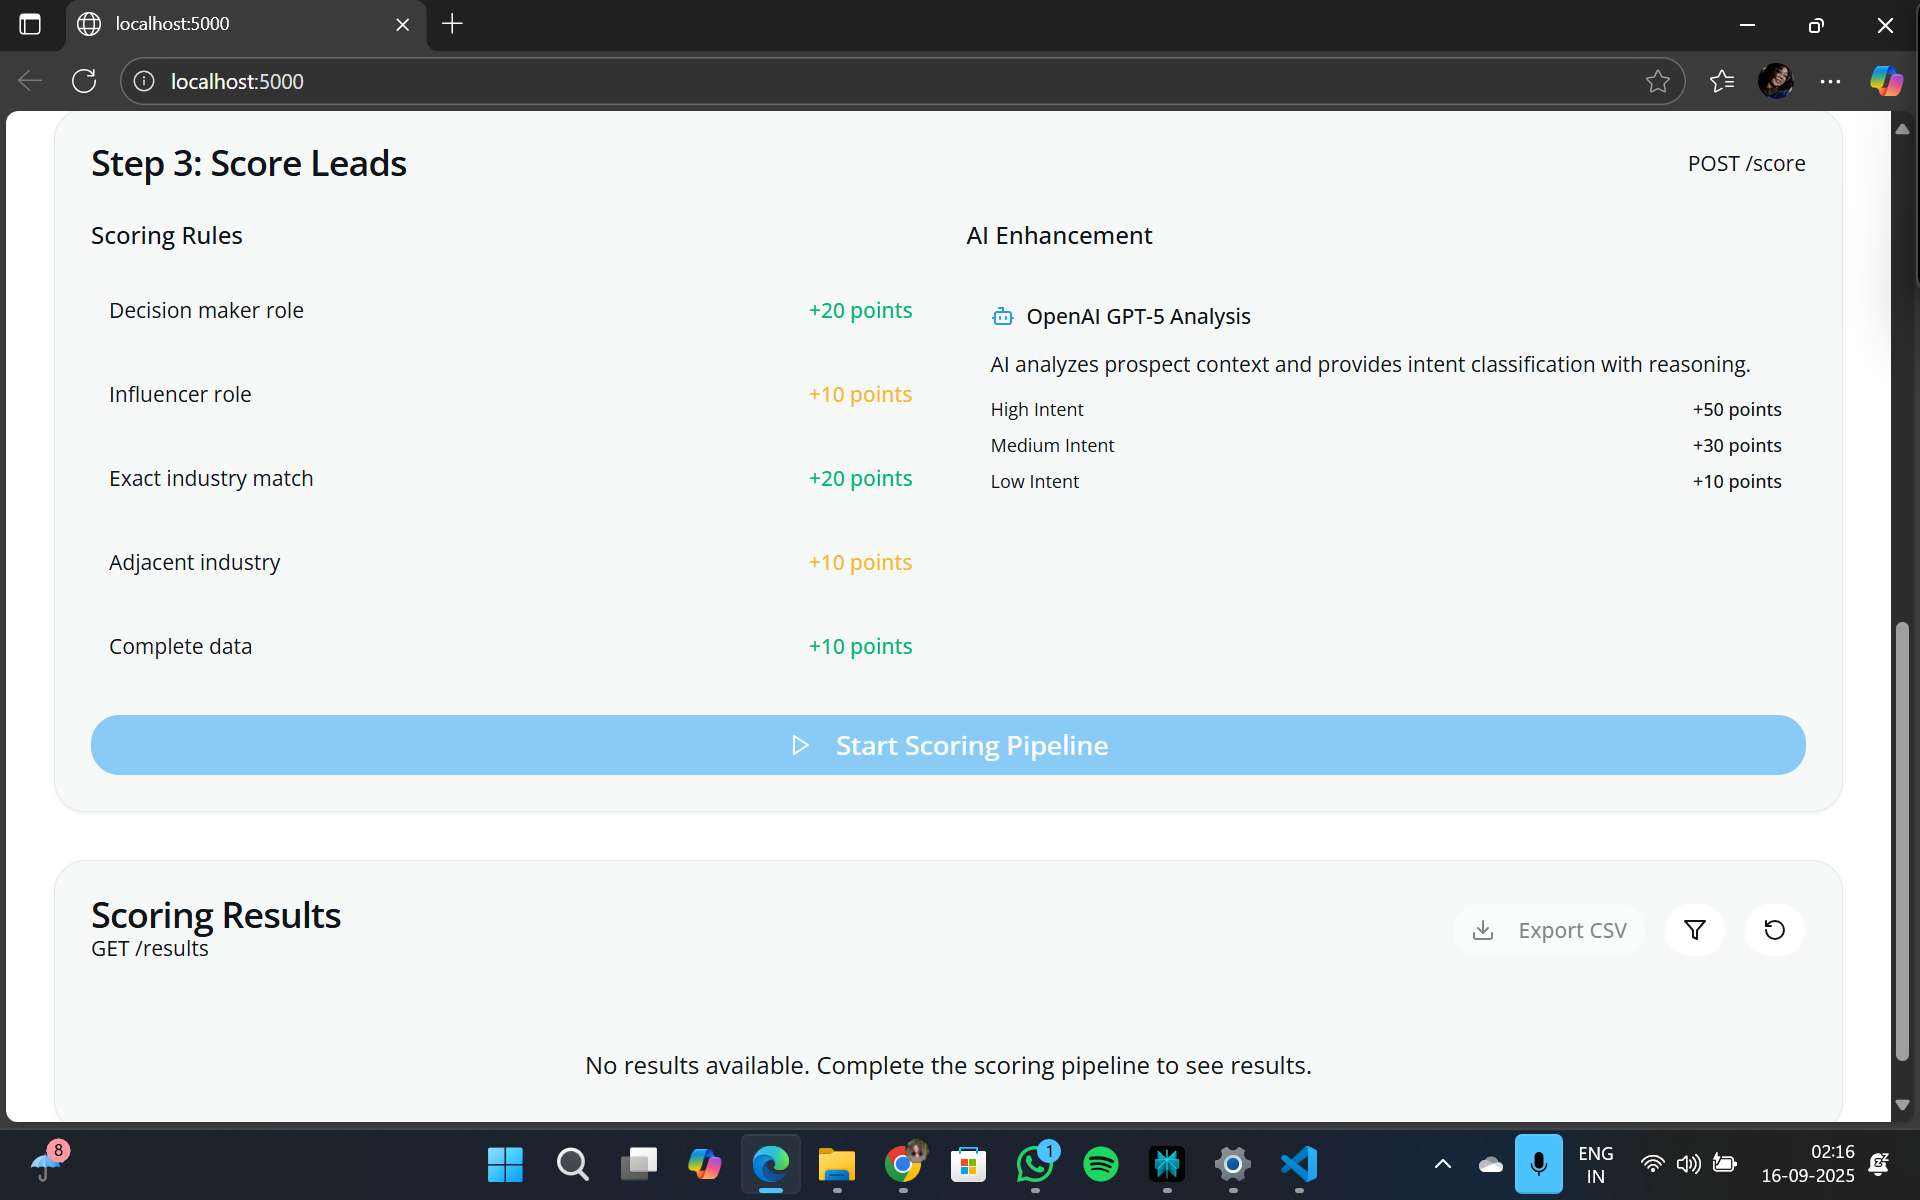 localhost:5000
localhost:5000
Step 3: Score Leads
POST /score
Scoring Rules
Decision maker role +20 points
Influencer role +10 points
Exact industry match +20 points
Adjacent industry +10 points
Complete data +10 points
AI Enhancement
OpenAI GPT-5 Analysis
AI analyzes prospect context and provides intent classification with reasoning.
High Intent +50 points
Medium Intent +30 points
Low Intent +10 points
Start Scoring Pipeline
Scoring Results
GET /results
Export CSV
No results available. Complete the scoring pipeline to see results.
8
1
ENG
IN
02:16
16-09-2025